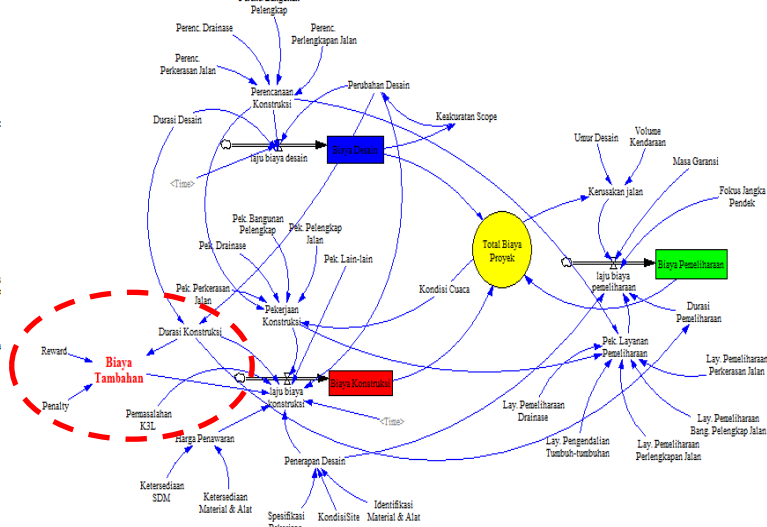 Pelengkap
Perenc. Drainase
Perenc.
Perlengkapan Jalan
Perenc.
Perkerasan Jalan
Perencanaan
Konstruksi
Perubahan Desain
Keakuratan Scope
Durasi Desain
laju biaya desain
Biaya Desain
<Time>
Umur Desain
Volume
Kendaraan
Masa Garansi
Kerusakan jalan
Fokus Jangka
Pendek
Pek. Bangunan
Pelengkap
Pek. Pelengkap
Jalan
Pek. Drainase
Pek. Lain-lain
Total Biaya
Proyek
laju biaya
pemeliharaan
Biaya Pemeliharaan
Pek. Perkerasan
Jalan
Kondisi Cuaca
Pekerjaan
Konstruksi
Durasi
Pemeliharaan
Durasi Konstruksi
Pek. Layanan
Pemeliharaan
Reward
Biaya
Tambahan
Penalty
laju biaya
konstruksi
Biaya Konstruksi
Lay. Pemeliharaan
Perkerasan Jalan
Permasalahan
K3L
<Time>
Lay. Pemeliharaan
Drainase
Lay. Pemeliharaan
Bang. Pelengkap Jalan
Harga Penawaran
Lay. Pengendalian
Tumbuh-tumbuhan
Lay. Pemeliharaan
Perlengkapan Jalan
Penerapan Desain
Ketersediaan
SDM
Ketersediaan
Material & Alat
Spesifikasi
KondisiSite
Identifikasi
Material & Alat